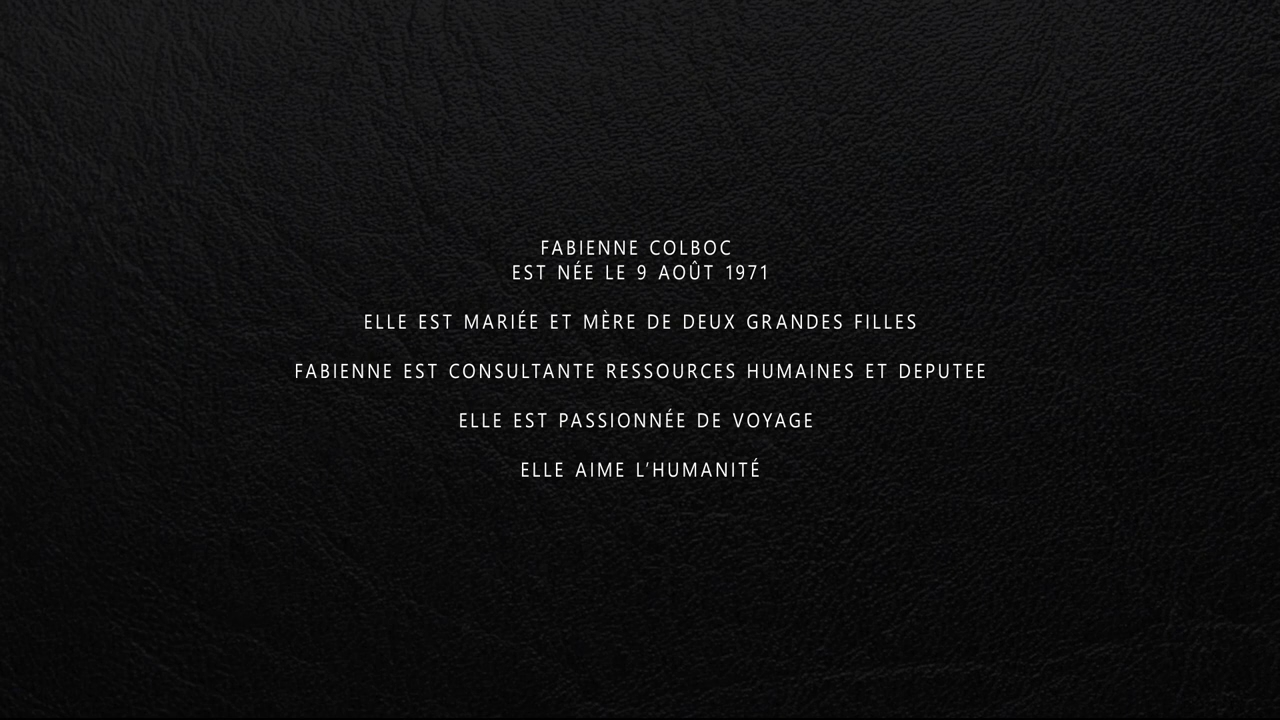 FABIENNE COLBOC
EST NÉE LE 9 AOÛT 1971
ELLE EST MARIÉE ET MÈRE DE DEUX GRANDES FILLES
FABIENNE EST CONSULTANTE RESSOURCES HUMAINES ET DEPUTEE
ELLE EST PASSIONNÉE DE VOYAGE
ELLE AIME L’HUMANITÉ